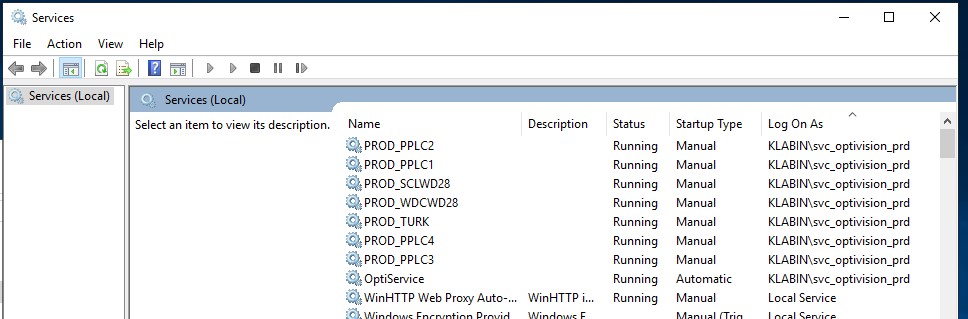 Services
File Action View Help
Services (Local)
Services (Local)
Select an item to view its description.
Name Description Status Startup Type Log On As
PROD_PPLC2 Running Manual KLABIN\svc_optivision_prd
PROD_PPLC1 Running Manual KLABIN\svc_optivision_prd
PROD_SCLWD28 Running Manual KLABIN\svc_optivision_prd
PROD_WDCWD28 Running Manual KLABIN\svc_optivision_prd
PROD_TURK Running Manual KLABIN\svc_optivision_prd
PROD_PPLC4 Running Manual KLABIN\svc_optivision_prd
PROD_PPLC3 Running Manual KLABIN\svc_optivision_prd
OptiService Running Automatic KLABIN\svc_optivision_prd
WinHTTP Web Proxy Auto-... WinHTTP i... Running Manual Local Service
Windows Encryption Provid... Windows E... Manual (Trig... Local Service